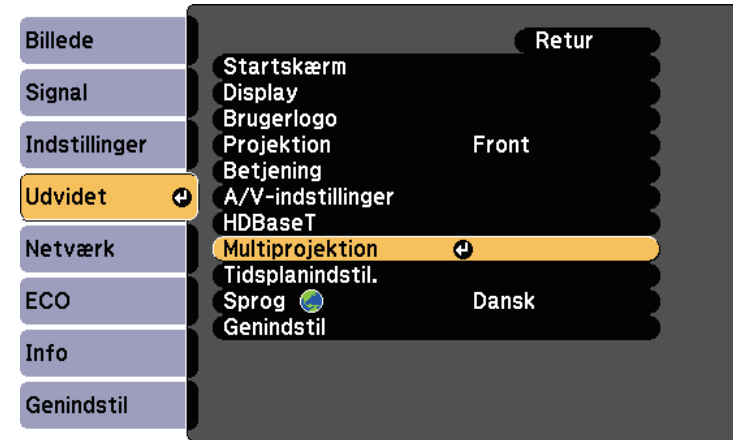 Billede
Signal
Indstillinger
Udvidet
Netværk
ECO
Info
Genindstil
Retur
Startskærm
Display
Brugerlogo
Projektion Front
Betjening
A/V-indstillinger
HDBaseT
Multiprojektion
Tidsplanindstil.
Sprog Dansk
Genindstil